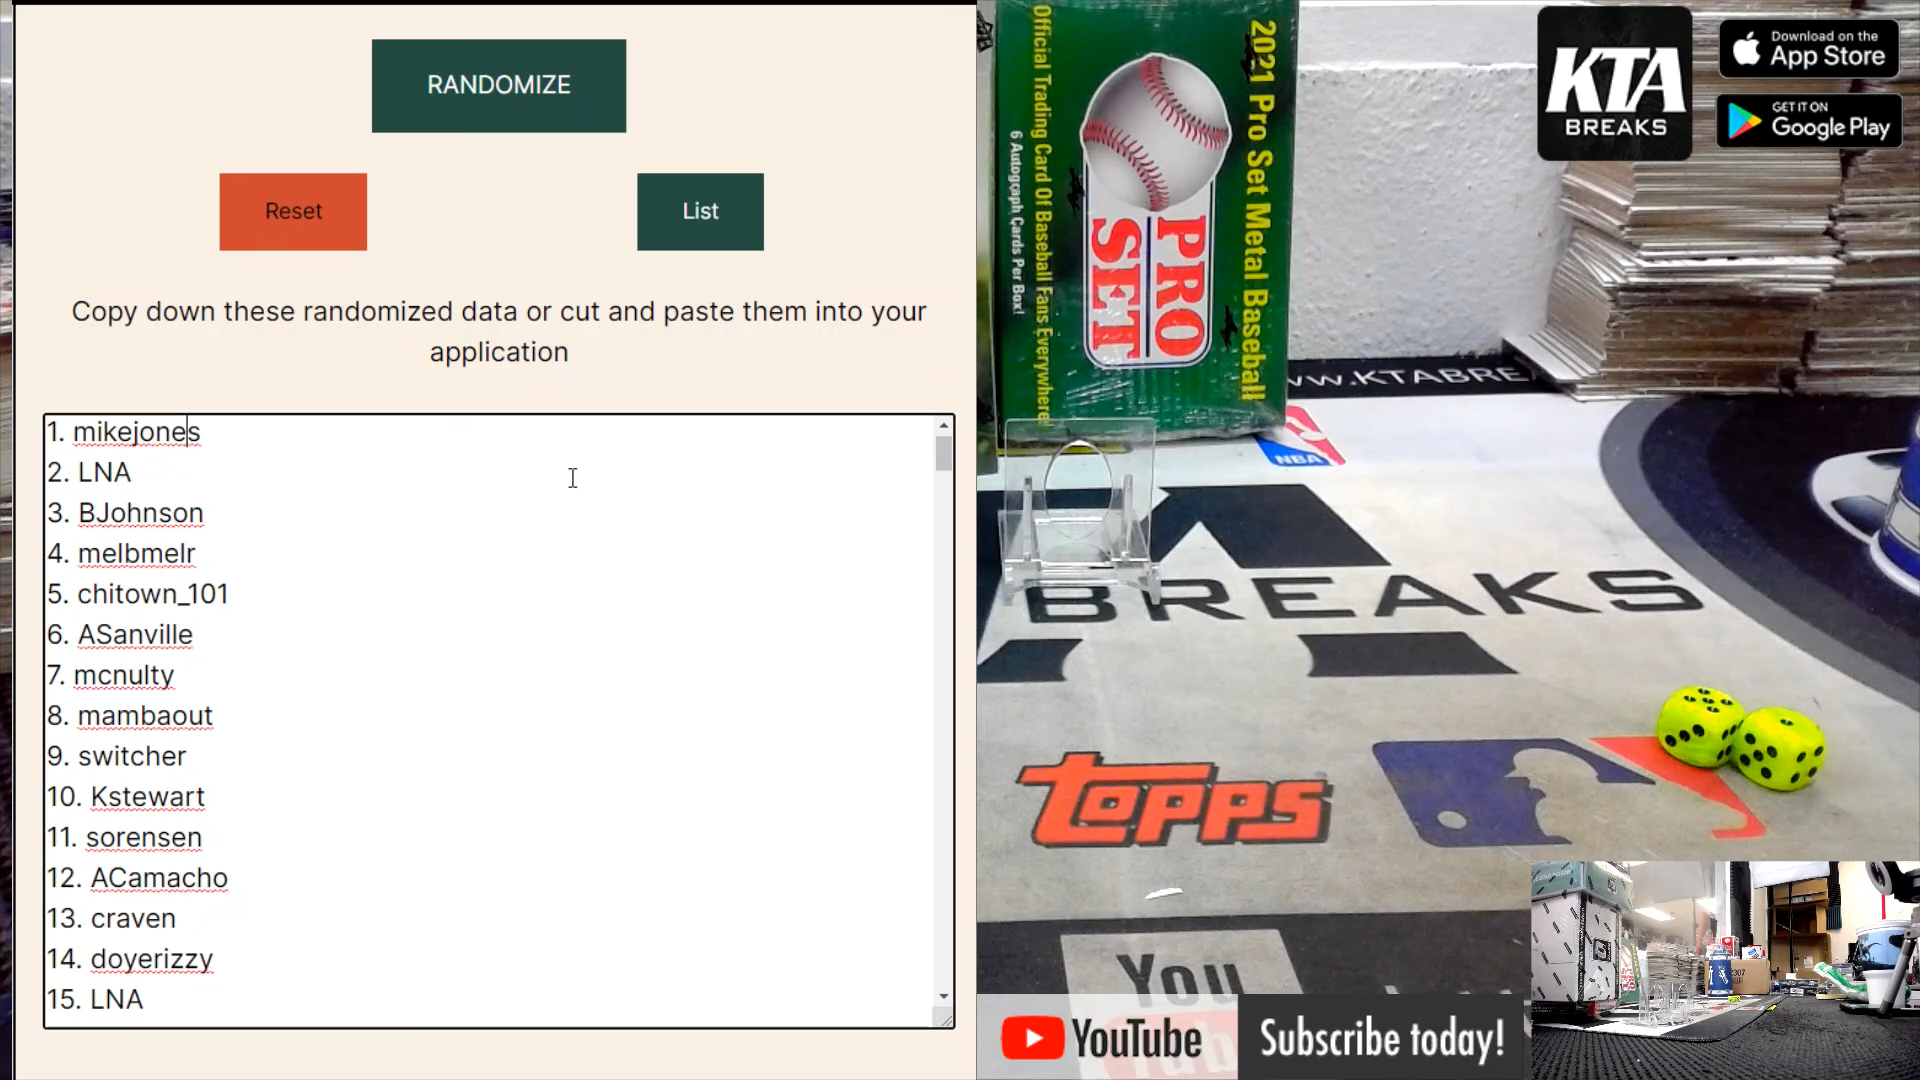 RANDOMIZE
Reset
List
Copy down these randomized data or cut and paste them into your
application
1. mikejones
2. LNA
3. BJohnson
4. melbmelr
5. chitown_101
6. ASanville
7. mcnulty
8. mambaout
9. switcher
10. Kstewart
11. sorensen
12. ACamacho
13. craven
14. doyerizzy
15. LNA
2021 Pro Set Metal Baseball
Official Trading Card Of Baseball Fans Everywhere!
6 Autograph Cards Per Box!
PRO
SET
KTA
BREAKS
Download on the
App Store
GET IT ON
Google Play
WW.KTABRE
NBA
BREAKS
TOPPS
You
YouTube
Subscribe today!